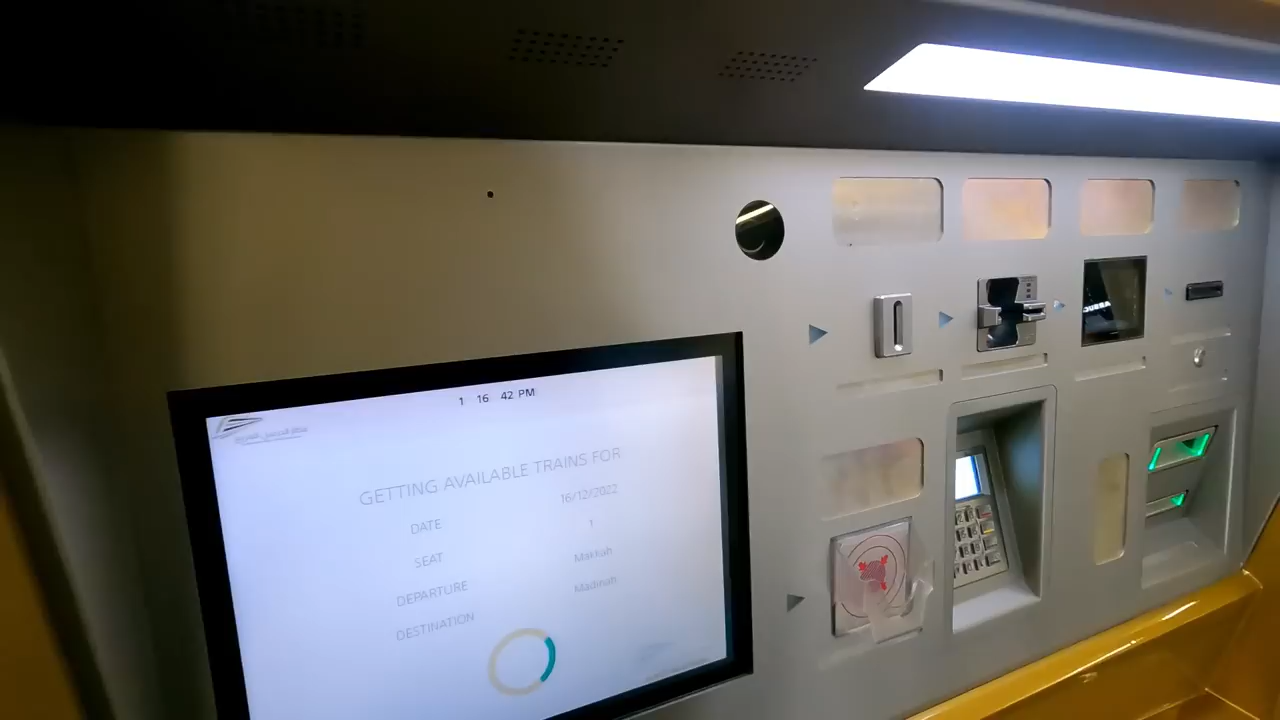 1 16 42 PM
GETTING AVAILABLE TRAINS FOR
DATE 16/12/2022
SEAT 1
DEPARTURE Makkah
DESTINATION Madinah